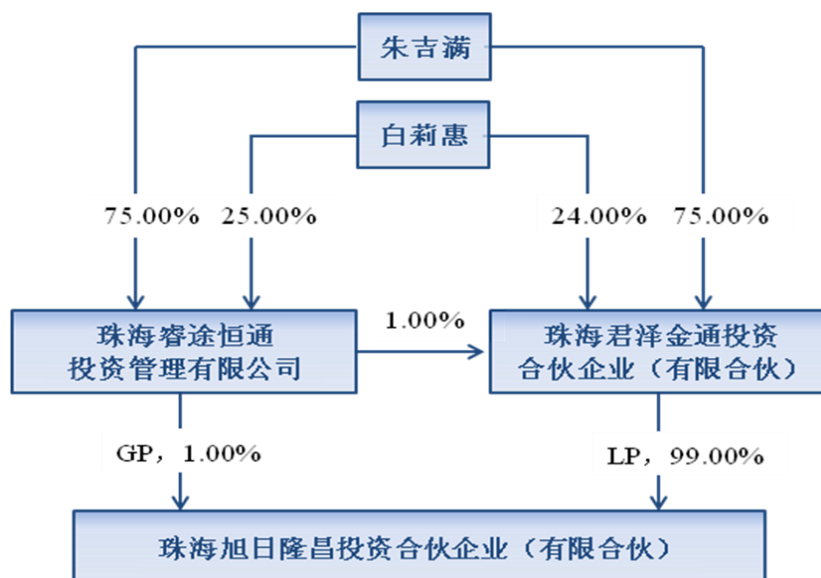 朱吉满
白莉惠
75.00%
25.00%
24.00%
75.00%
珠海睿途恒通
投资管理有限公司
1.00%
珠海君泽金通投资
合伙企业（有限合伙）
GP，1.00%
LP，99.00%
珠海旭日隆昌投资合伙企业（有限合伙）